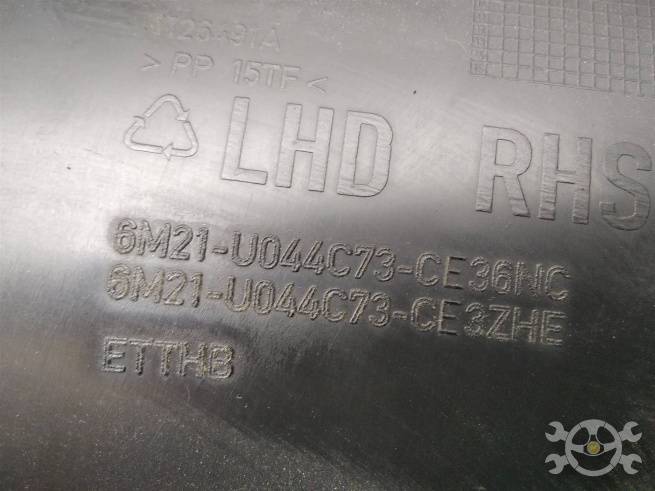 > PP 15TF <
LHD RHS
6M21-U044C73-CE36NC
6M21-U044C73-CE3ZHE
ETTHB